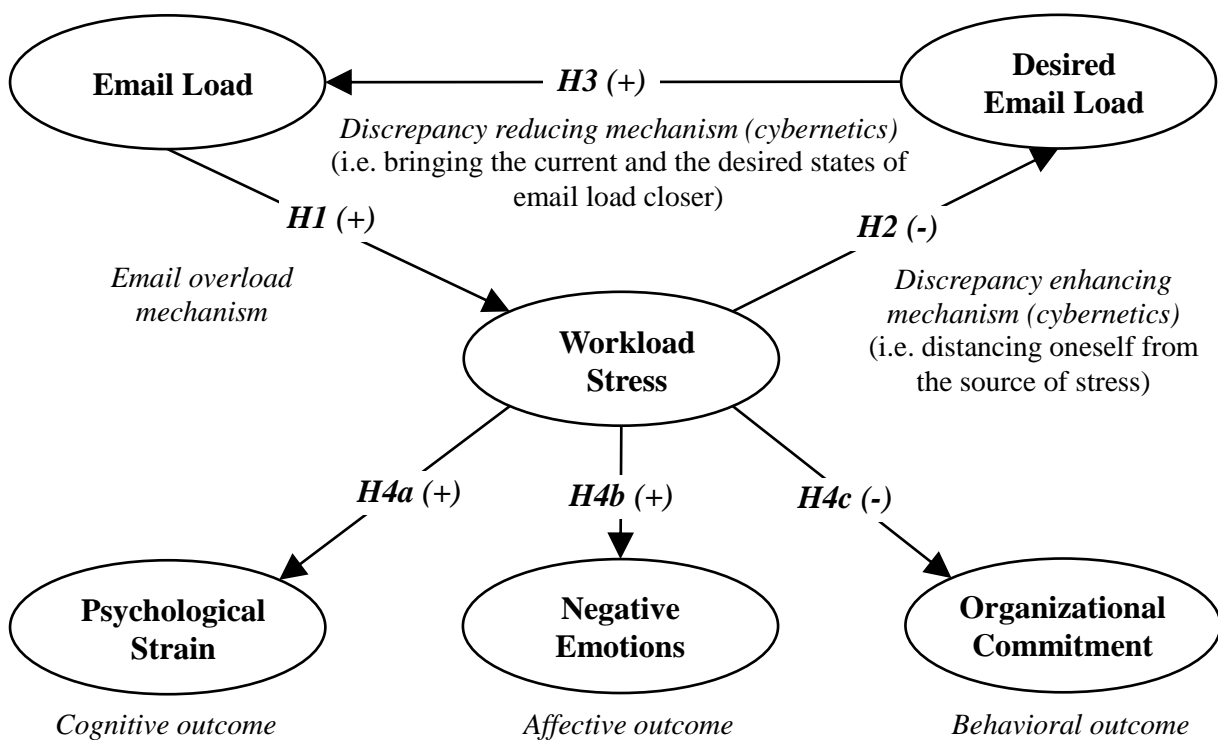 Email Load
H3 (+)
Desired
Email Load
Discrepancy reducing mechanism (cybernetics)
(i.e. bringing the current and the desired states of
email load closer)
H1 (+)
H2 (-)
Email overload
mechanism
Discrepancy enhancing
mechanism (cybernetics)
(i.e. distancing oneself from
the source of stress)
Workload
Stress
H4a (+)
H4b (+)
H4c (-)
Psychological
Strain
Negative
Emotions
Organizational
Commitment
Cognitive outcome
Affective outcome
Behavioral outcome